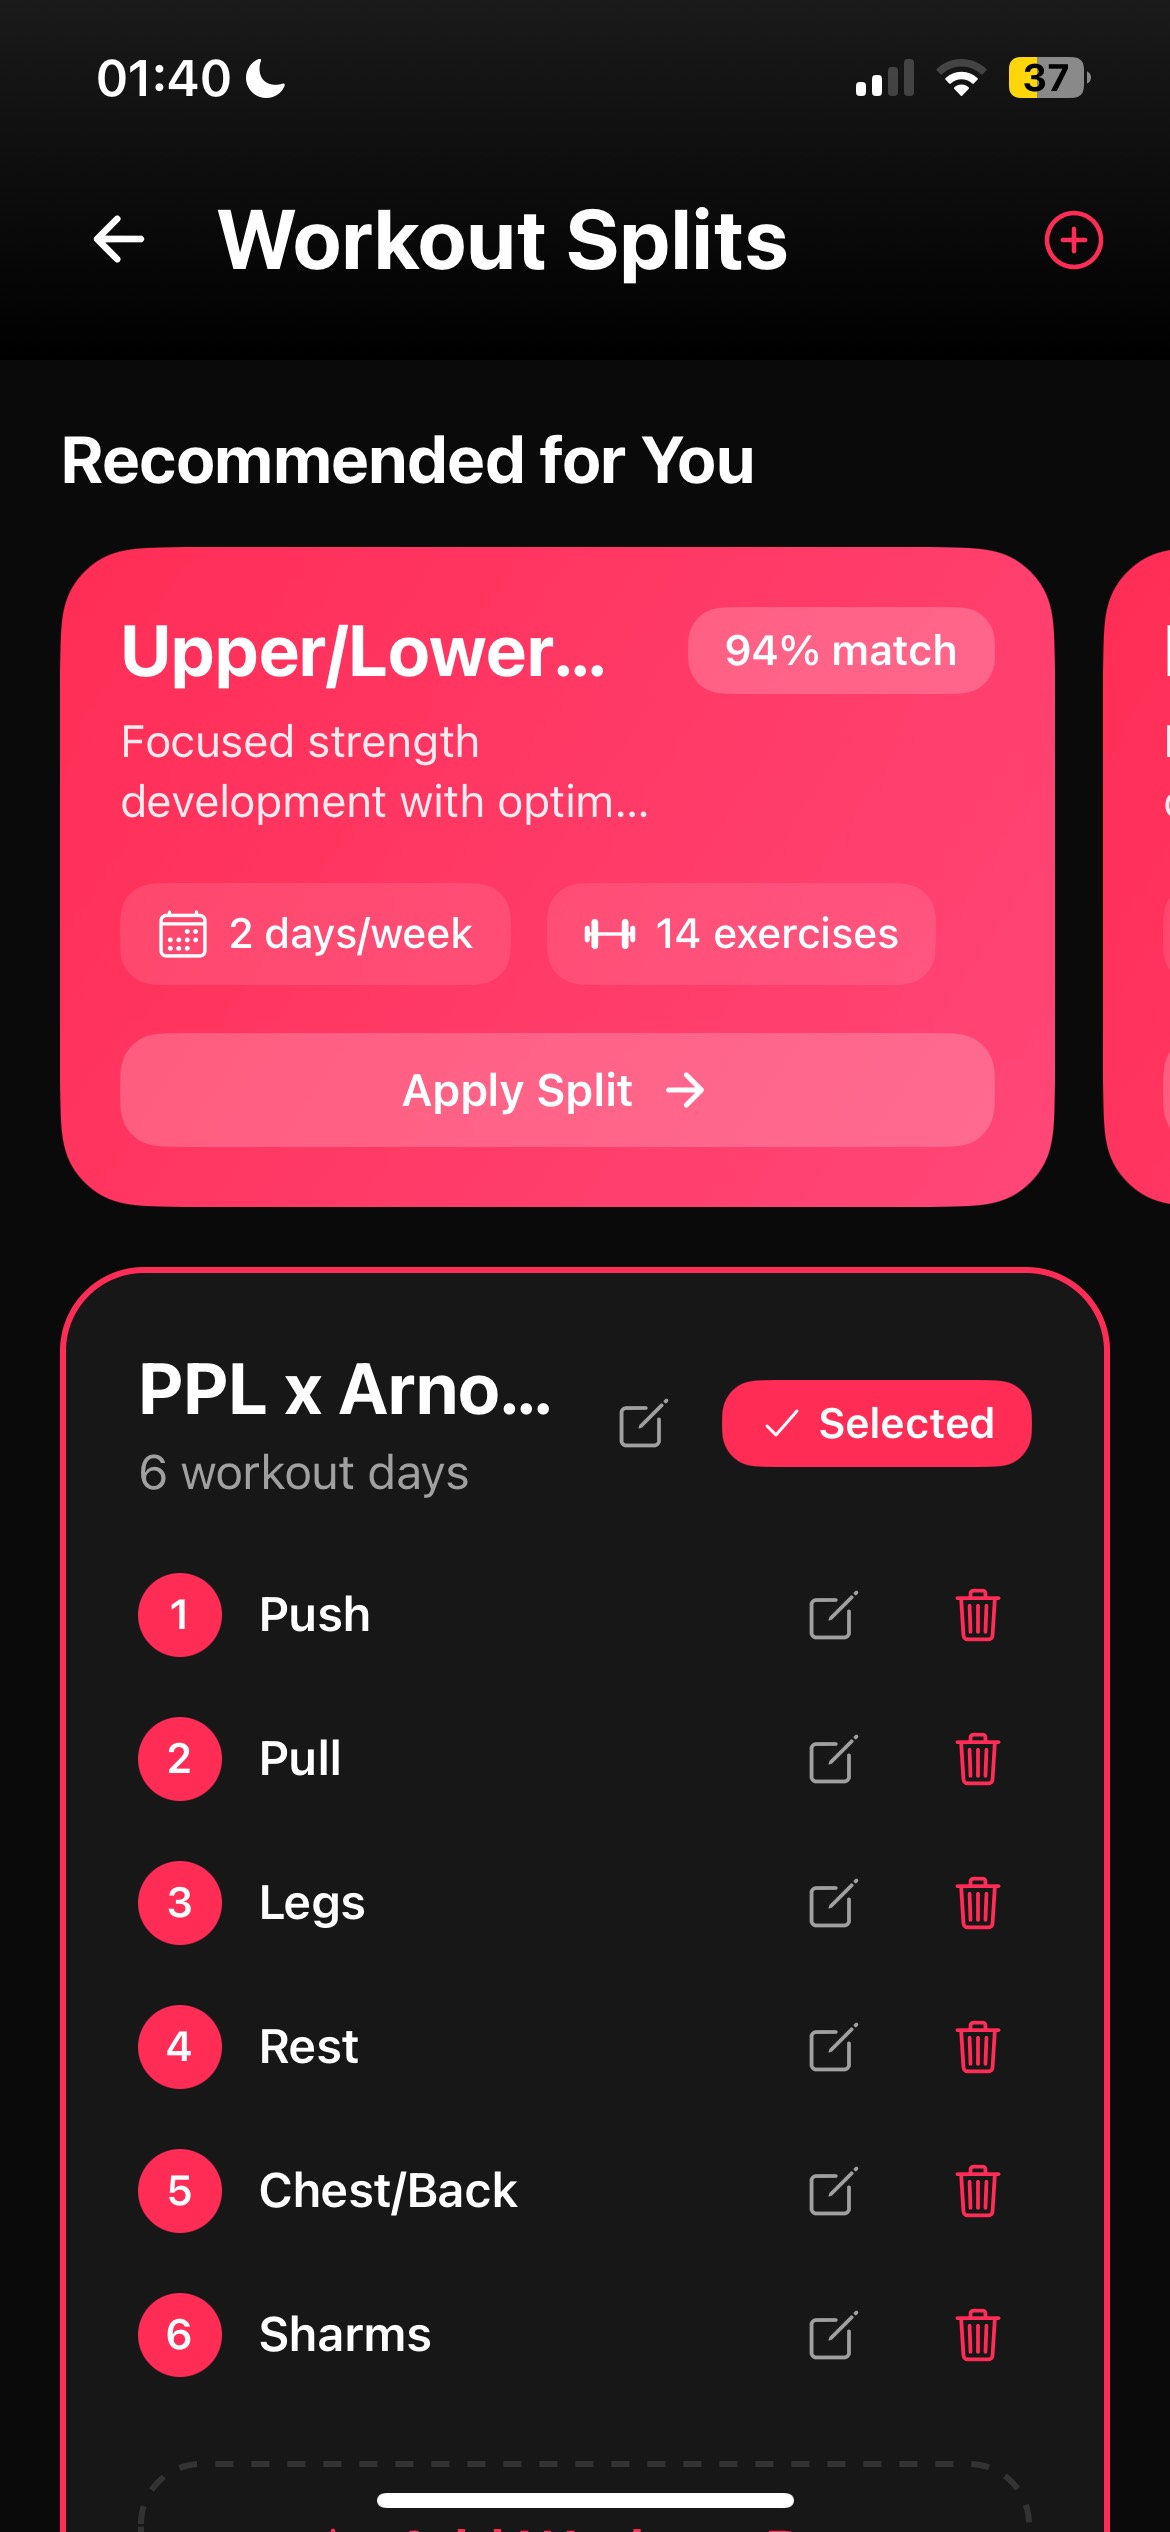 01:40
37
Workout Splits
Recommended for You
Upper/Lower...
94% match
Focused strength
development with optim...
2 days/week
14 exercises
Apply Split
PPL x Arno...
6 workout days
Selected
1 Push
2 Pull
3 Legs
4 Rest
5 Chest/Back
6 Sharms